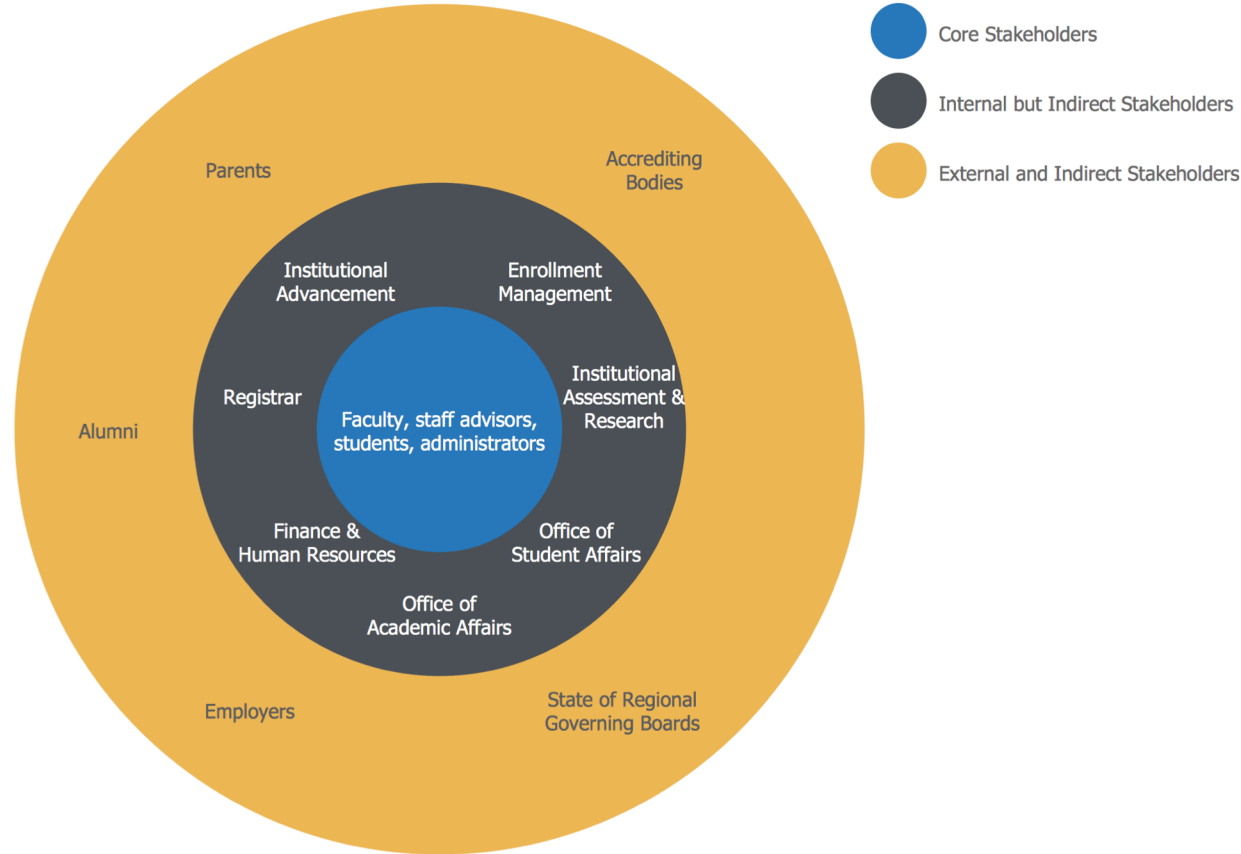 Core Stakeholders
Internal but Indirect Stakeholders
External and Indirect Stakeholders
Parents
Accrediting
Bodies
Institutional
Advancement
Enrollment
Management
Registrar
Institutional
Assessment &
Research
Alumni
Faculty, staff advisors,
students, administrators
Finance &
Human Resources
Office of
Student Affairs
Office of
Academic Affairs
Employers
State of Regional
Governing Boards